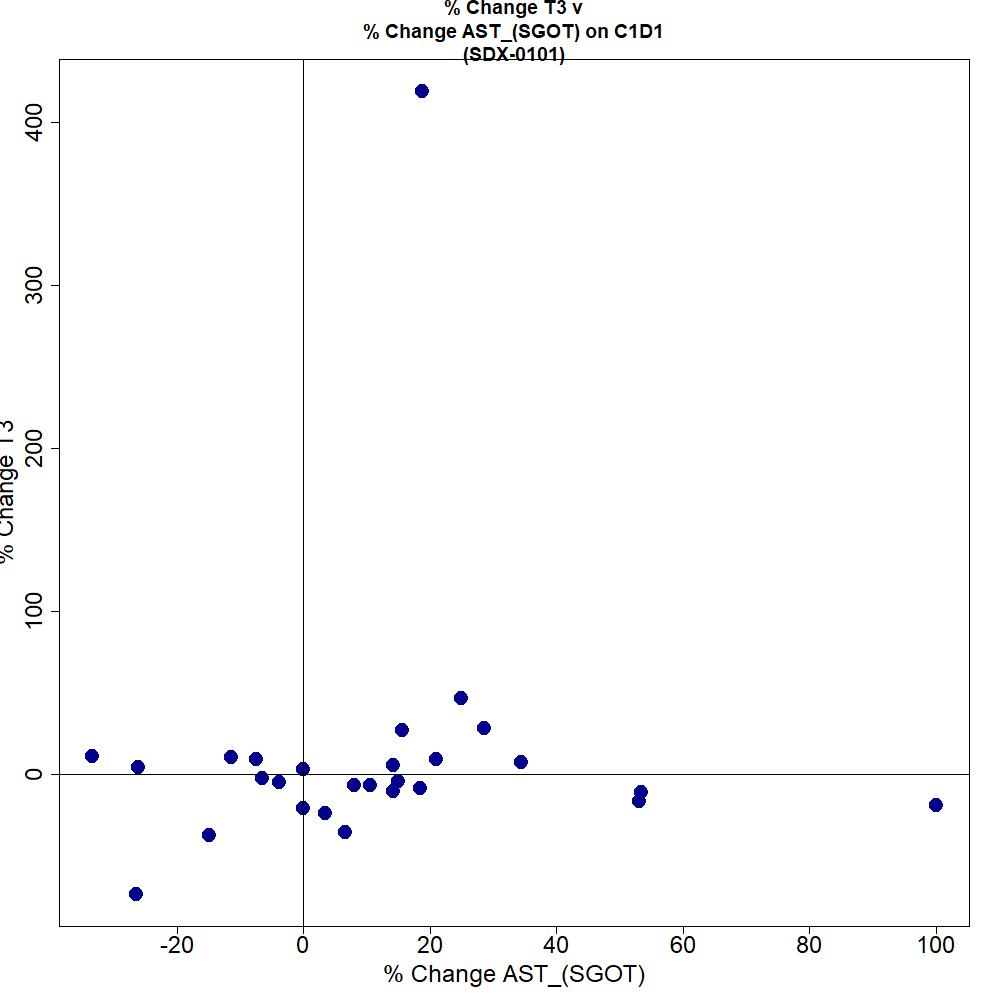 % Change T3 v
% Change AST_(SGOT) on C1D1
(SDX-0101)
% Change T3
400
300
200
100
0
-20 0 20 40 60 80 100
% Change AST_(SGOT)